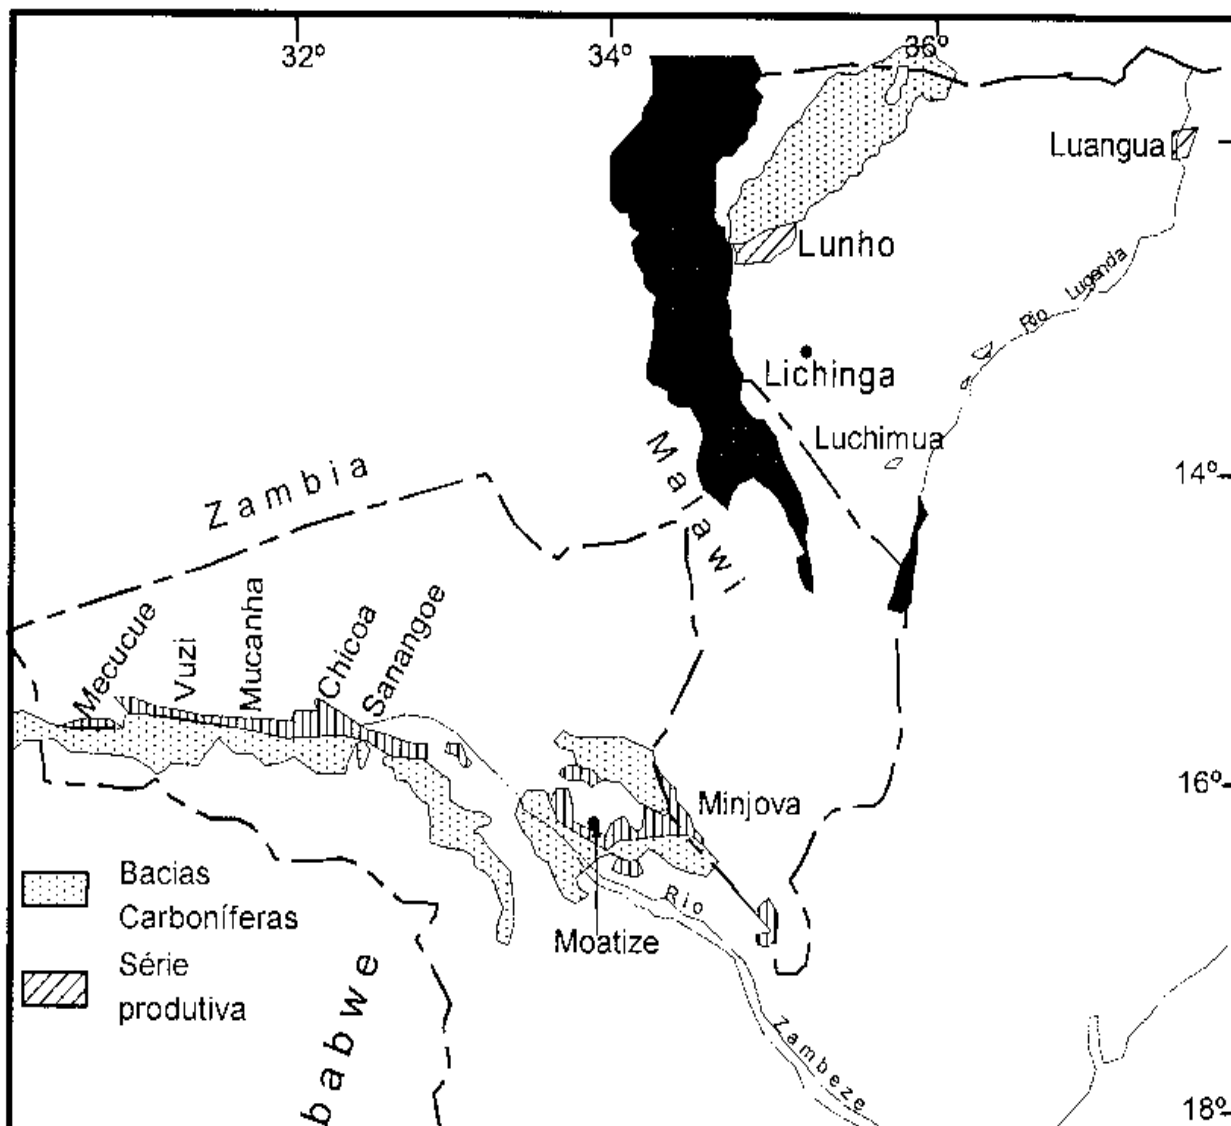 32º
34º
36º
Luangua
Lunho
Rio Lugenda
Lichinga
Luchimua
Malawi
14º
Zambia
Mecucue
Vuzi
Mucanha
Chicoa
Sanangoe
16º
Minjova
Bacias
Carboníferas
Rio
Moatize
Série
produtiva
babwe
Zambeze
18º